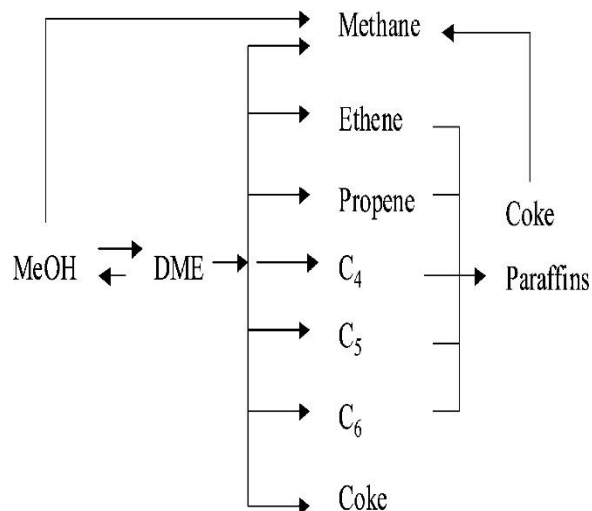 Methane
Ethene
Propene
Coke
MeOH
DME
C₄
Paraffins
C₅
C₆
Coke